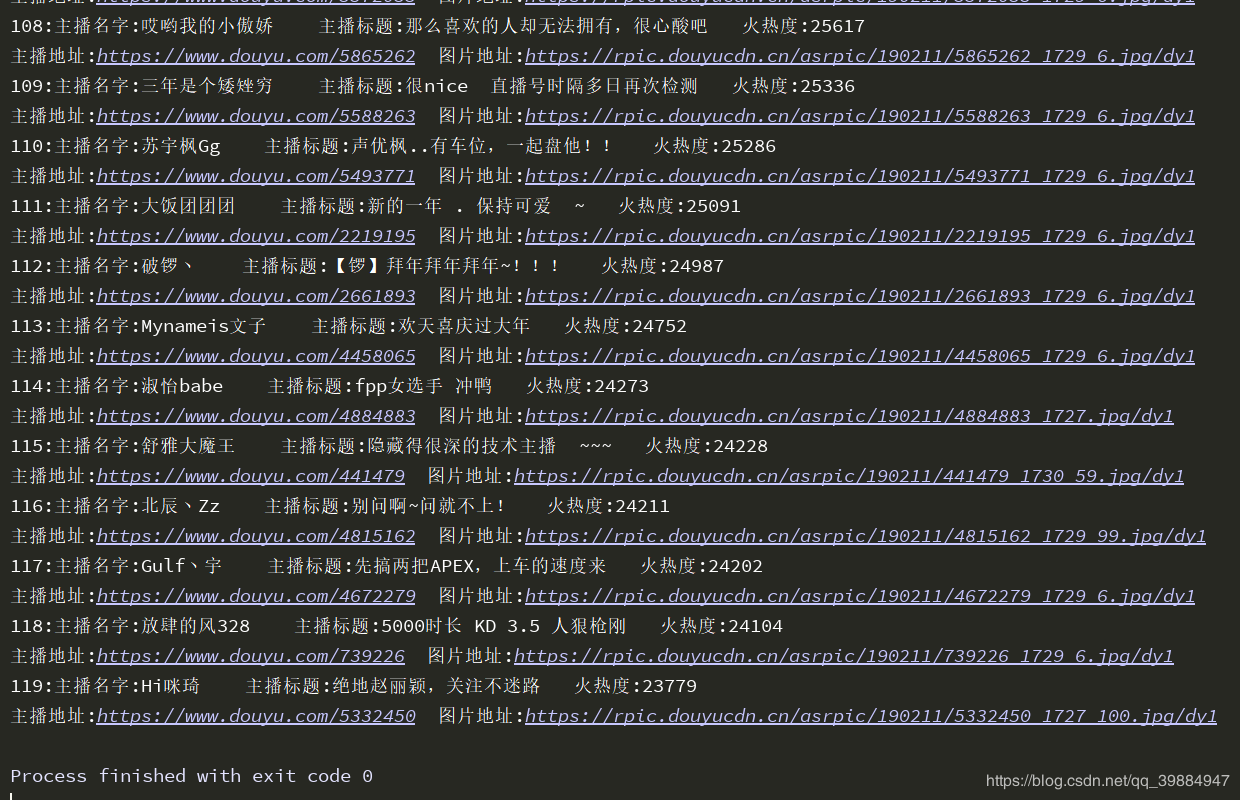 108:主播名字:哎哟我的小傲娇    主播标题:那么喜欢的人却无法拥有，很心酸吧   火热度:25617
主播地址:https://www.douyu.com/5865262  图片地址:https://rpic.douyucdn.cn/asrpic/190211/5865262_1729_6.jpg/dy1
109:主播名字:三年是个矮矬穷    主播标题:很nice  直播号时隔多日再次检测   火热度:25336
主播地址:https://www.douyu.com/5588263  图片地址:https://rpic.douyucdn.cn/asrpic/190211/5588263_1729_6.jpg/dy1
110:主播名字:苏宇枫Gg    主播标题:声优枫..有车位，一起盘他！！   火热度:25286
主播地址:https://www.douyu.com/5493771  图片地址:https://rpic.douyucdn.cn/asrpic/190211/5493771_1729_6.jpg/dy1
111:主播名字:大饭团团团    主播标题:新的一年 . 保持可爱  ~   火热度:25091
主播地址:https://www.douyu.com/2219195  图片地址:https://rpic.douyucdn.cn/asrpic/190211/2219195_1729_6.jpg/dy1
112:主播名字:破锣丶    主播标题:【锣】拜年拜年拜年~！！！   火热度:24987
主播地址:https://www.douyu.com/2661893  图片地址:https://rpic.douyucdn.cn/asrpic/190211/2661893_1729_6.jpg/dy1
113:主播名字:Mynameis文子    主播标题:欢天喜庆过大年   火热度:24752
主播地址:https://www.douyu.com/4458065  图片地址:https://rpic.douyucdn.cn/asrpic/190211/4458065_1729_6.jpg/dy1
114:主播名字:淑怡babe    主播标题:fpp女选手 冲鸭   火热度:24273
主播地址:https://www.douyu.com/4884883  图片地址:https://rpic.douyucdn.cn/asrpic/190211/4884883_1727.jpg/dy1
115:主播名字:舒雅大魔王    主播标题:隐藏得很深的技术主播  ~~~   火热度:24228
主播地址:https://www.douyu.com/441479  图片地址:https://rpic.douyucdn.cn/asrpic/190211/441479_1730_59.jpg/dy1
116:主播名字:北辰丶Zz    主播标题:别问啊~问就不上！   火热度:24211
主播地址:https://www.douyu.com/4815162  图片地址:https://rpic.douyucdn.cn/asrpic/190211/4815162_1729_99.jpg/dy1
117:主播名字:Gulf丶宇    主播标题:先搞两把APEX，上车的速度来   火热度:24202
主播地址:https://www.douyu.com/4672279  图片地址:https://rpic.douyucdn.cn/asrpic/190211/4672279_1729_6.jpg/dy1
118:主播名字:放肆的风328    主播标题:5000时长 KD 3.5 人狠枪刚   火热度:24104
主播地址:https://www.douyu.com/739226  图片地址:https://rpic.douyucdn.cn/asrpic/190211/739226_1729_6.jpg/dy1
119:主播名字:Hi咪琦    主播标题:绝地赵丽颖，关注不迷路   火热度:23779
主播地址:https://www.douyu.com/5332450  图片地址:https://rpic.douyucdn.cn/asrpic/190211/5332450_1727_100.jpg/dy1
Process finished with exit code 0
https://blog.csdn.net/qq_39884947